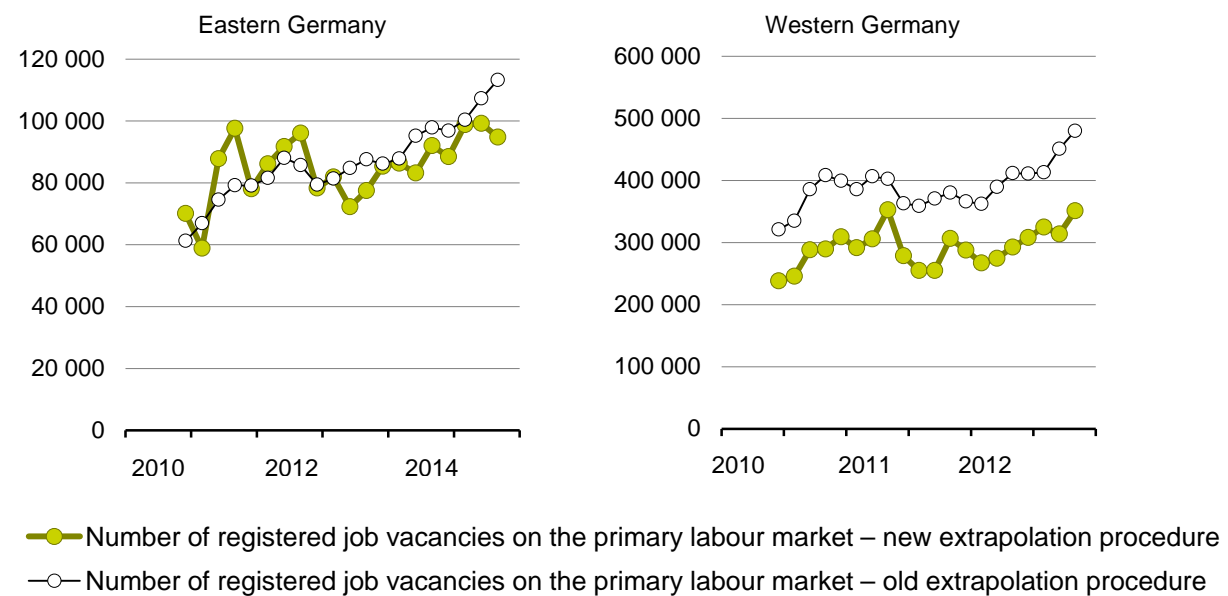 Eastern Germany
120 000
100 000
80 000
60 000
40 000
20 000
0
2010 2012 2014
Western Germany
600 000
500 000
400 000
300 000
200 000
100 000
0
2010 2011 2012
Number of registered job vacancies on the primary labour market – new extrapolation procedure
Number of registered job vacancies on the primary labour market – old extrapolation procedure